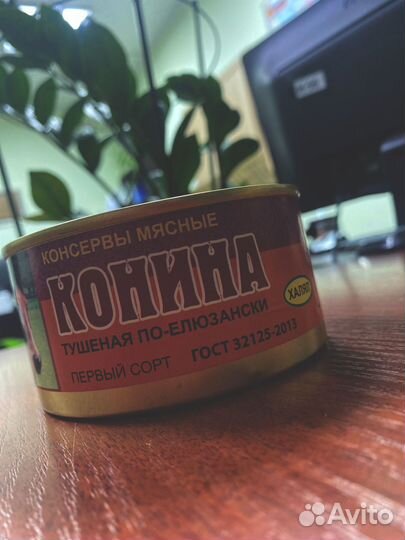 КОНСЕРВЫ МЯСНЫЕ
КОНИНА
ТУШЕНАЯ ПО-ЕЛЮЗАНСКИ
ХАЛЯЛ
ПЕРВЫЙ СОРТ ГОСТ 32125-2013
Avito